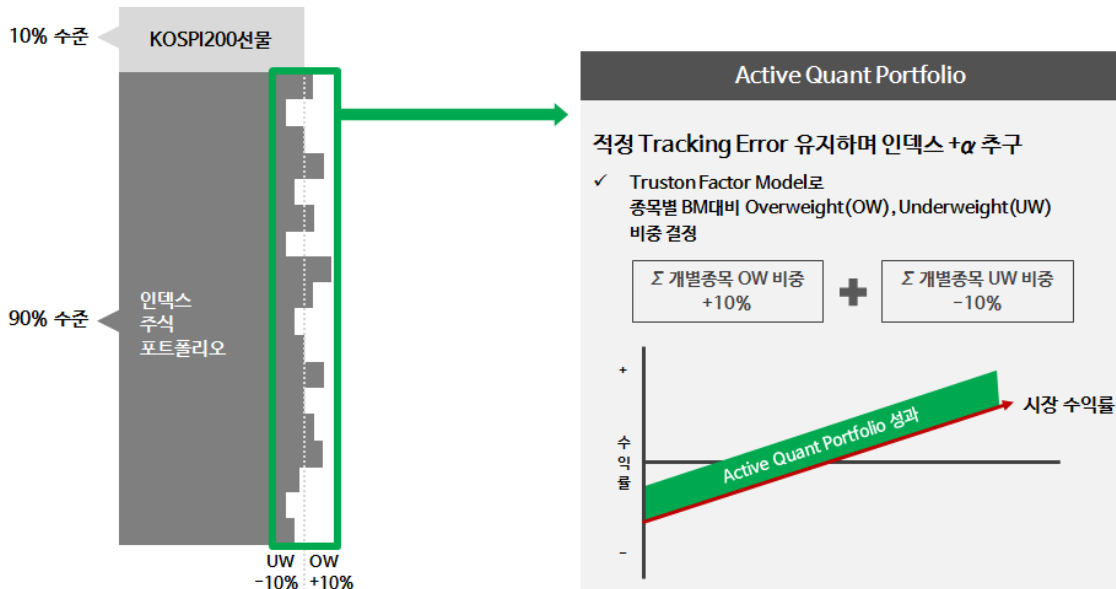 10% 수준
KOSPI200선물
90% 수준
인덱스
주식
포트폴리오
UW
-10%
OW
+10%
Active Quant Portfolio
적정 Tracking Error 유지하며 인덱스 +α 추구
✓ Truston Factor Model로
종목별 BM대비 Overweight(OW), Underweight(UW)
비중 결정
Σ 개별종목 OW 비중
+10%
Σ 개별종목 UW 비중
-10%
+
수
익
률
-
Active Quant Portfolio 성과
시장 수익률